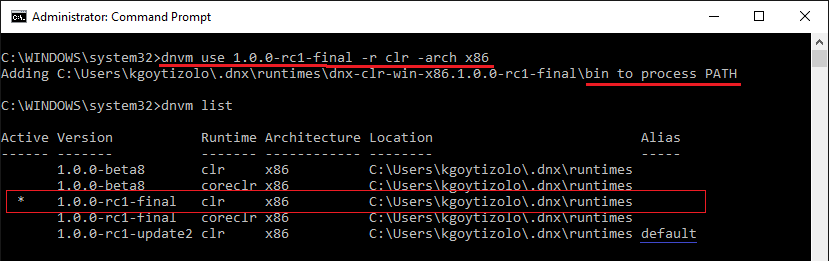 Administrator: Command Prompt
C:\WINDOWS\system32>dnvm use 1.0.0-rc1-final -r clr -arch x86
Adding C:\Users\kgoytizolo\.dnx\runtimes\dnx-clr-win-x86.1.0.0-rc1-final\bin to process PATH
C:\WINDOWS\system32>dnvm list
Active Version Runtime Architecture Location Alias
------ ------- ------- ------------ -------- -----
1.0.0-beta8 clr x86 C:\Users\kgoytizolo\.dnx\runtimes
1.0.0-beta8 coreclr x86 C:\Users\kgoytizolo\.dnx\runtimes
* 1.0.0-rc1-final clr x86 C:\Users\kgoytizolo\.dnx\runtimes
1.0.0-rc1-final coreclr x86 C:\Users\kgoytizolo\.dnx\runtimes
1.0.0-rc1-update2 clr x86 C:\Users\kgoytizolo\.dnx\runtimes default